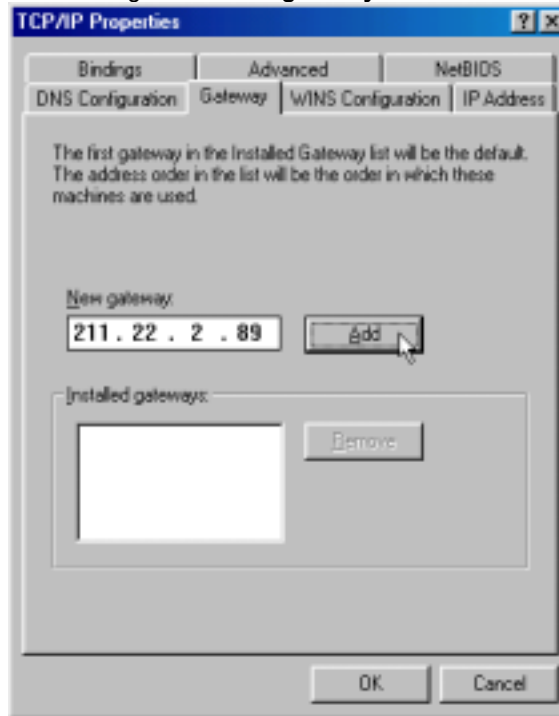 TCP/IP Properties
Bindings Advanced NetBIOS
DNS Configuration Gateway WINS Configuration IP Address
The first gateway in the Installed Gateway list will be the default.
The address order in the list will be the order in which these
machines are used.
New gateway:
211 . 22 . 2 . 89 Add
Installed gateways:
Remove
OK Cancel